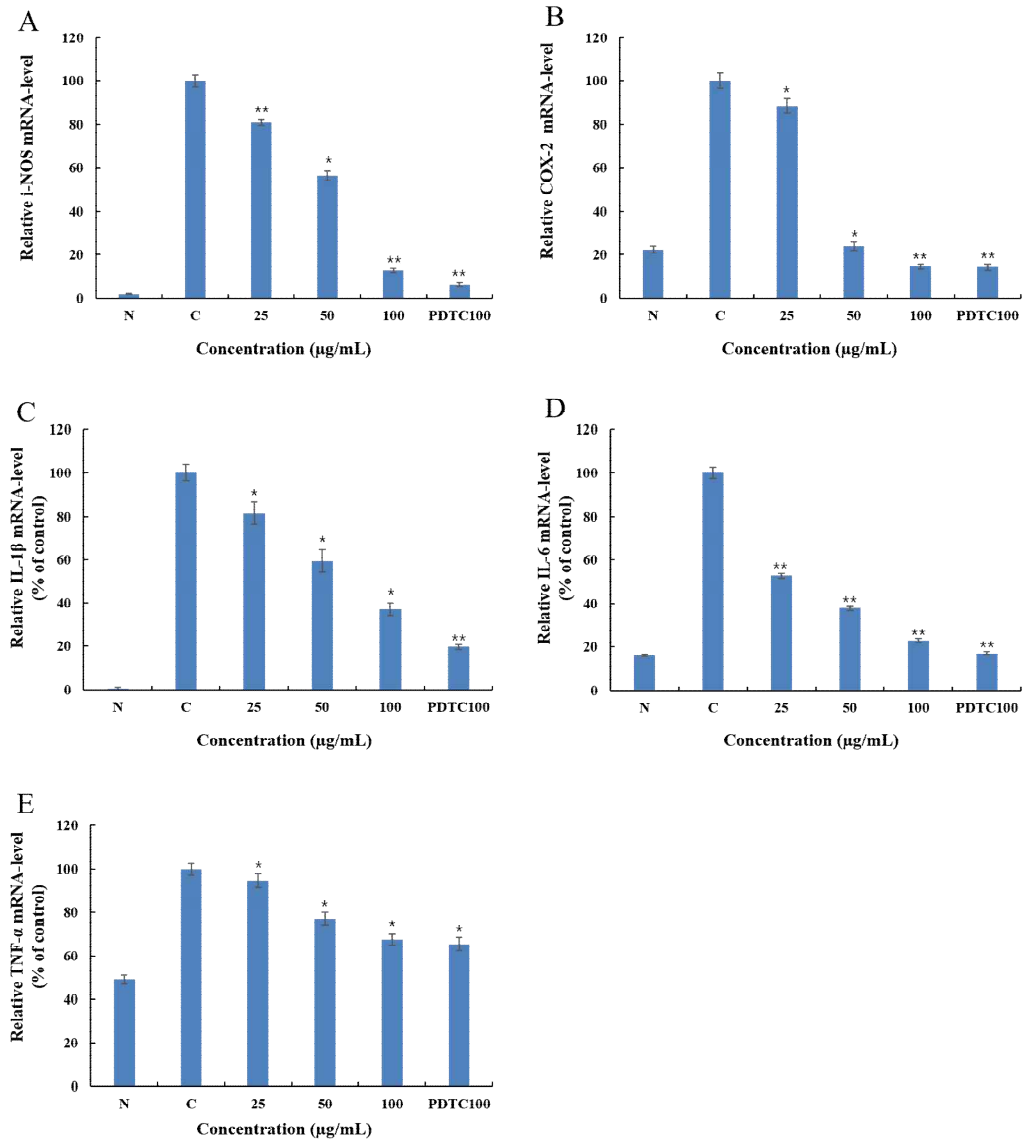 A
Relative i-NOS mRNA-level
120
100
80
60
40
20
0
**
*
**
**
N C 25 50 100 PDTC100
Concentration (µg/mL)
B
Relative COX-2 mRNA-level
120
100
80
60
40
20
0
*
*
**
**
N C 25 50 100 PDTC100
Concentration (µg/mL)
C
Relative IL-1β mRNA-level
(% of control)
120
100
80
60
40
20
0
*
*
*
**
N C 25 50 100 PDTC100
Concentration (µg/mL)
D
Relative IL-6 mRNA-level
(% of control)
120
100
80
60
40
20
0
**
**
**
**
N C 25 50 100 PDTC100
Concentration (µg/mL)
E
Relative TNF-α mRNA-level
(% of control)
120
100
80
60
40
20
0
*
*
*
*
N C 25 50 100 PDTC100
Concentration (µg/mL)